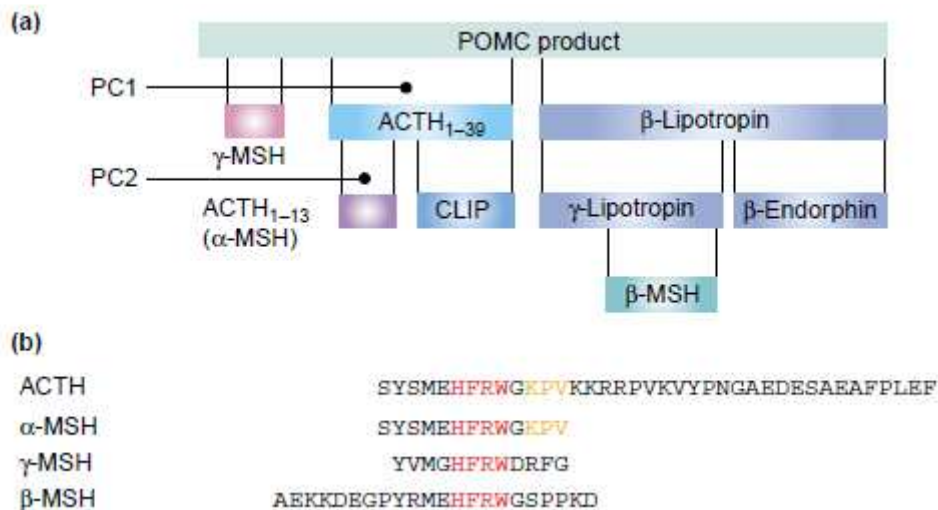 (a)
POMC product
PC1
ACTH1–39
β-Lipotropin
γ-MSH
PC2
ACTH1–13
(α-MSH)
CLIP
γ-Lipotropin
β-Endorphin
β-MSH
(b)
ACTH SYSMEHFRWGKPVKKRRPVKVYPNGAEDESAEAFPLEF
α-MSH SYSMEHFRWGKPV
γ-MSH YVMGHFRWDRFG
β-MSH AEKKDEGPYRMEHFRWGSPPKD